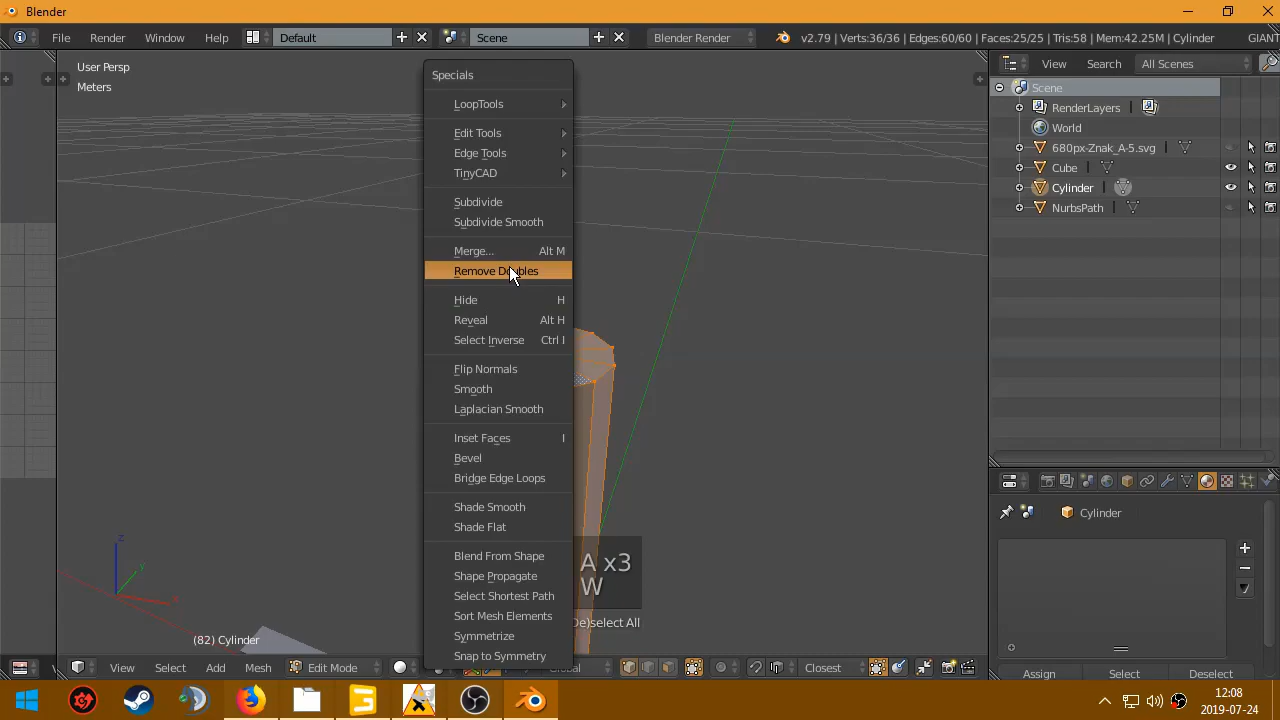 Blender
File Render Window Help Default Scene Blender Render v2.79 | Verts:36/36 | Edges:60/60 | Faces:25/25 | Tris:58 | Mem:42.25M | Cylinder GIANT
User Persp
Meters
Specials
LoopTools
Edit Tools
Edge Tools
TinyCAD
Subdivide
Subdivide Smooth
Merge... Alt M
Remove Doubles
Hide H
Reveal Alt H
Select Inverse Ctrl I
Flip Normals
Smooth
Laplacian Smooth
Inset Faces I
Bevel
Bridge Edge Loops
Shade Smooth
Shade Flat
Blend From Shape
Shape Propagate
Select Shortest Path
Sort Mesh Elements
Symmetrize
Snap to Symmetry
A x3
W
De)select All
(82) Cylinder
z
y
x
View Select Add Mesh Edit Mode Global Closest
View Search All Scenes
Scene
RenderLayers
World
680px-Znak_A-5.svg
Cube
Cylinder
NurbsPath
Cylinder
Assign Select Deselect
12:08
2019-07-24